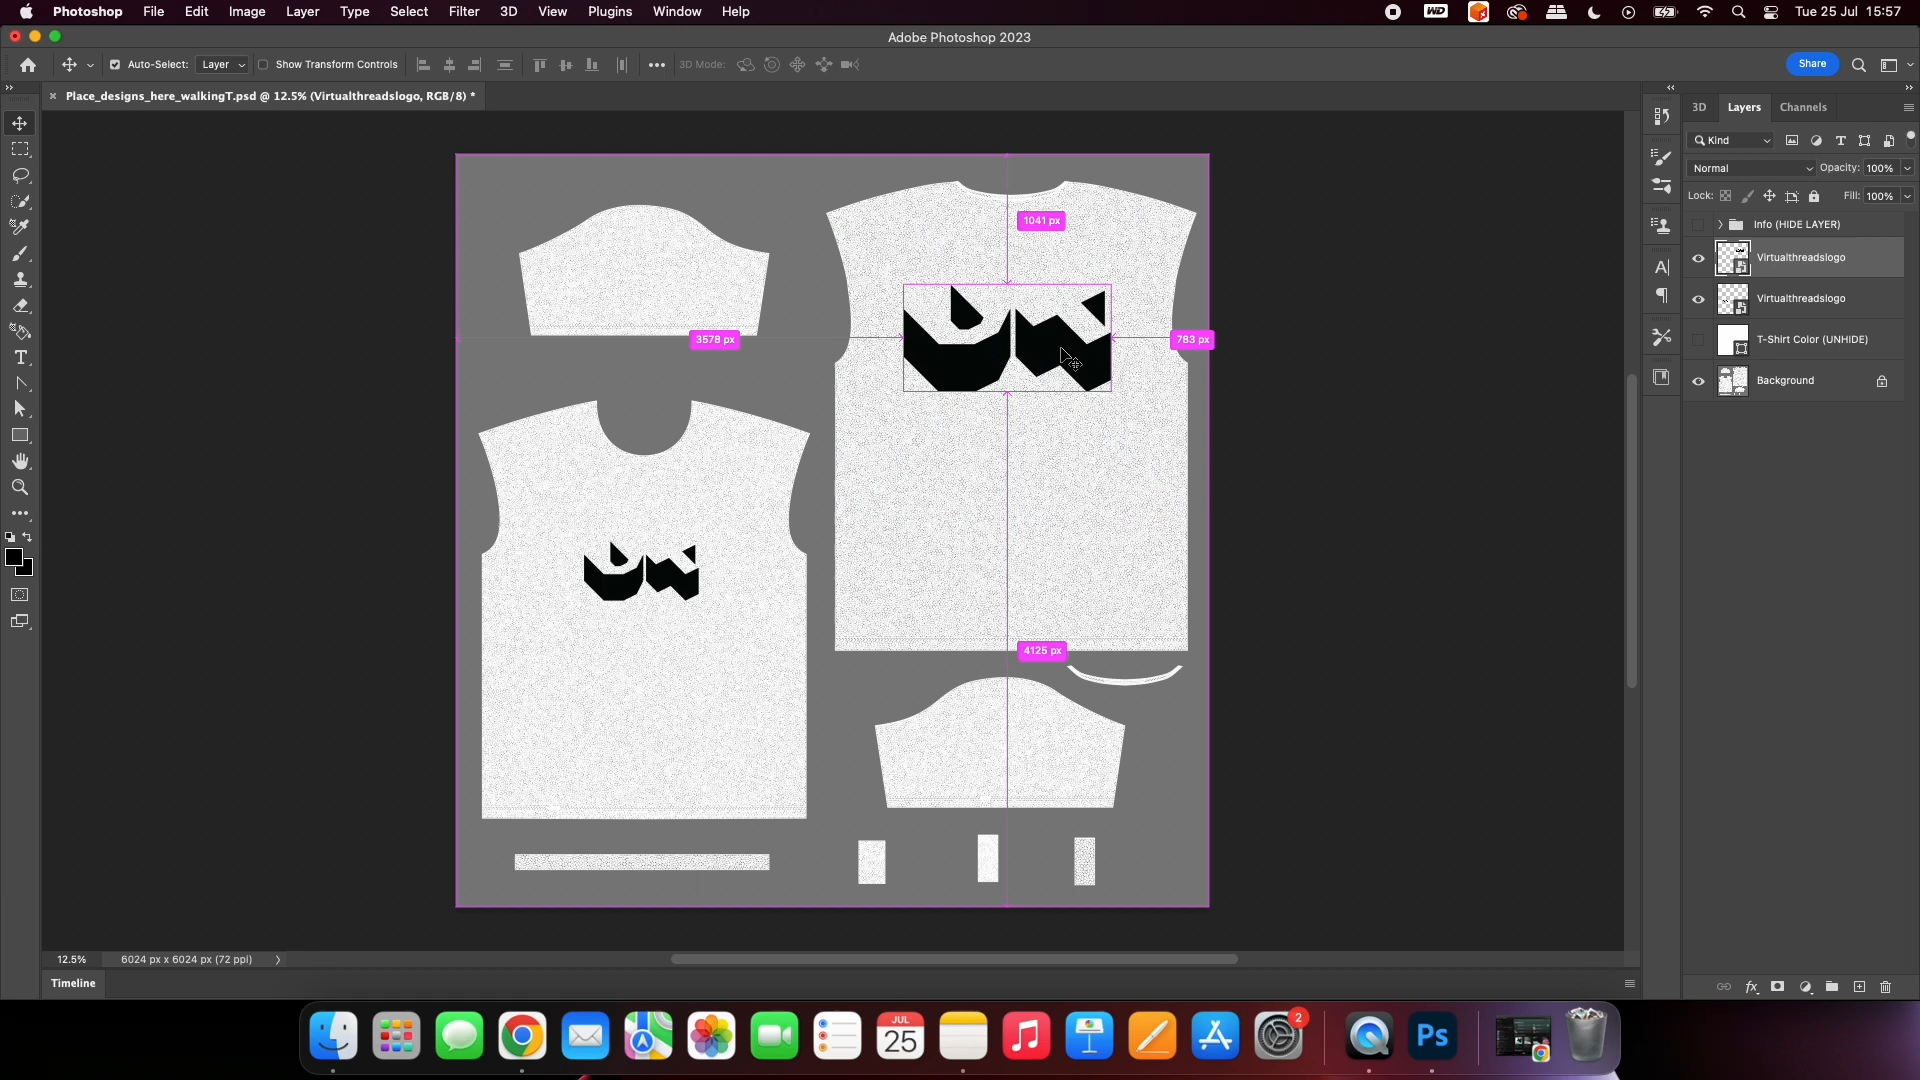 Photoshop File Edit Image Layer Type Select Filter 3D View Plugins Window Help
WD
Tue 25 Jul 15:57
Adobe Photoshop 2023
Auto-Select: Layer Show Transform Controls 3D Mode: Share
Place_designs_here_walkingT.psd @ 12.5% (Virtualthreadslogo, RGB/8) *
3D Layers Channels
Kind
Normal Opacity: 100%
Lock: Fill: 100%
Info (HIDE LAYER)
Virtualthreadslogo
Virtualthreadslogo
T-Shirt Color (UNHIDE)
Background
1041 px
3578 px
783 px
4125 px
12.5% 6024 px x 6024 px (72 ppi)
Timeline
JUL
25
2
Ps